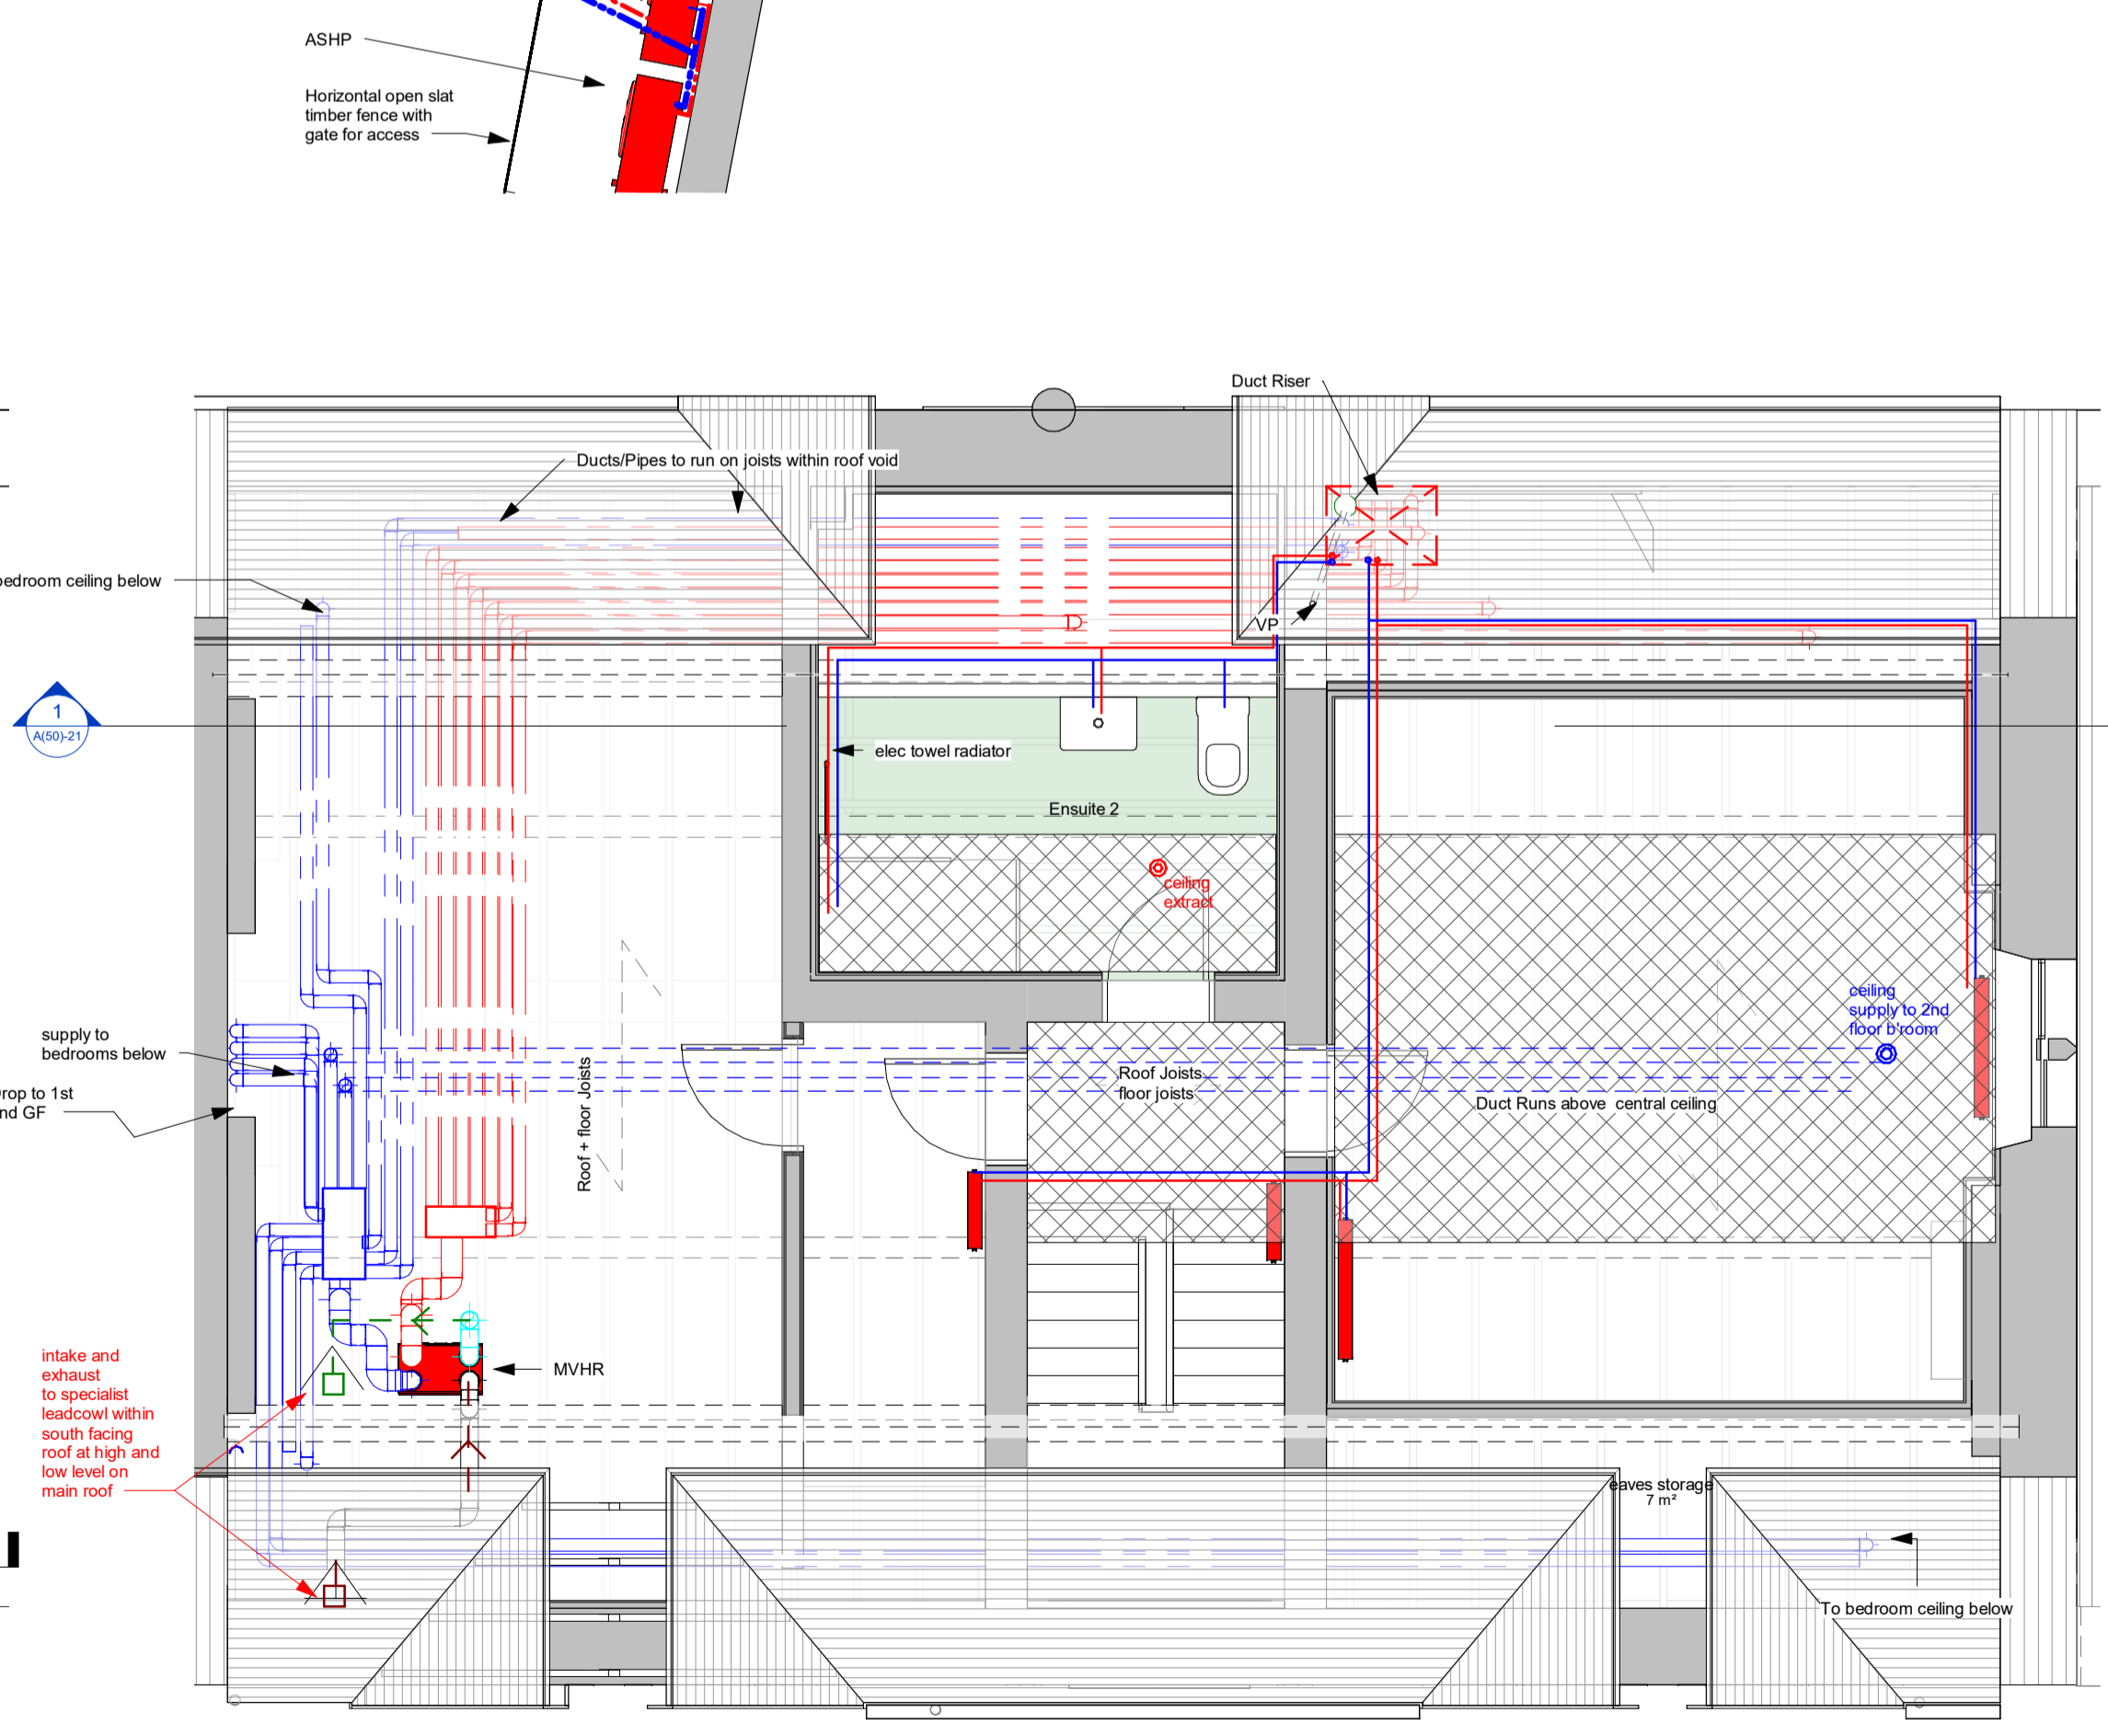 ASHP
Horizontal open slat
timber fence with
gate for access
Duct Riser
Ducts/Pipes to run on joists within roof void
bedroom ceiling below
VP
1
A(50)-21
elec towel radiator
Ensuite 2
ceiling
extract
ceiling
supply to 2nd
floor b'room
supply to
bedrooms below
Roof Joists
floor joists
Roof + floor Joists
Duct Runs above central ceiling
rop to 1st
nd GF
intake and
exhaust
to specialist
leadcowl within
south facing
roof at high and
low level on
main roof
MVHR
eaves storage
7 m²
To bedroom ceiling below